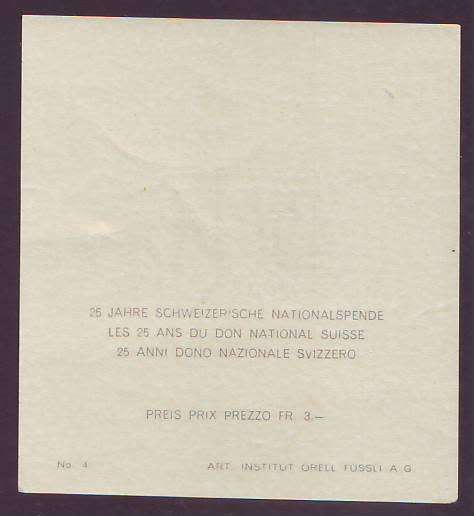 25 JAHRE SCHWEIZERISCHE NATIONALSPENDE
LES 25 ANS DU DON NATIONAL SUISSE
25 ANNI DONO NAZIONALE SVIZZERO
PREIS PRIX PREZZO FR. 3.—
No. 4
ART. INSTITUT ORELL FÜSSLI A. G.